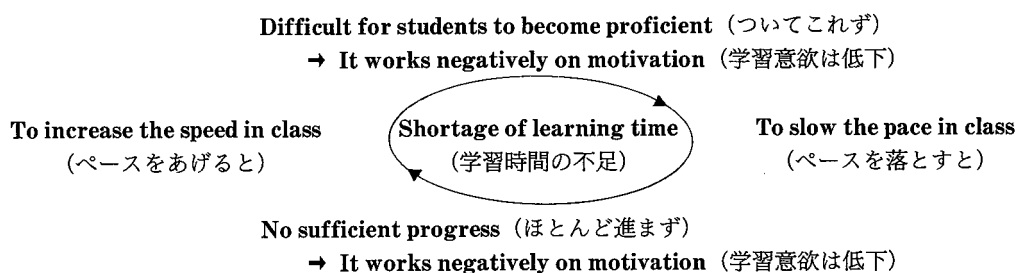 Difficult for students to become proficient（ついてこれず）
→ It works negatively on motivation（学習意欲は低下）
To increase the speed in class
（ペースをあげると）
Shortage of learning time
（学習時間の不足）
To slow the pace in class
（ペースを落とすと）
No sufficient progress（ほとんど進まず）
→ It works negatively on motivation（学習意欲は低下）